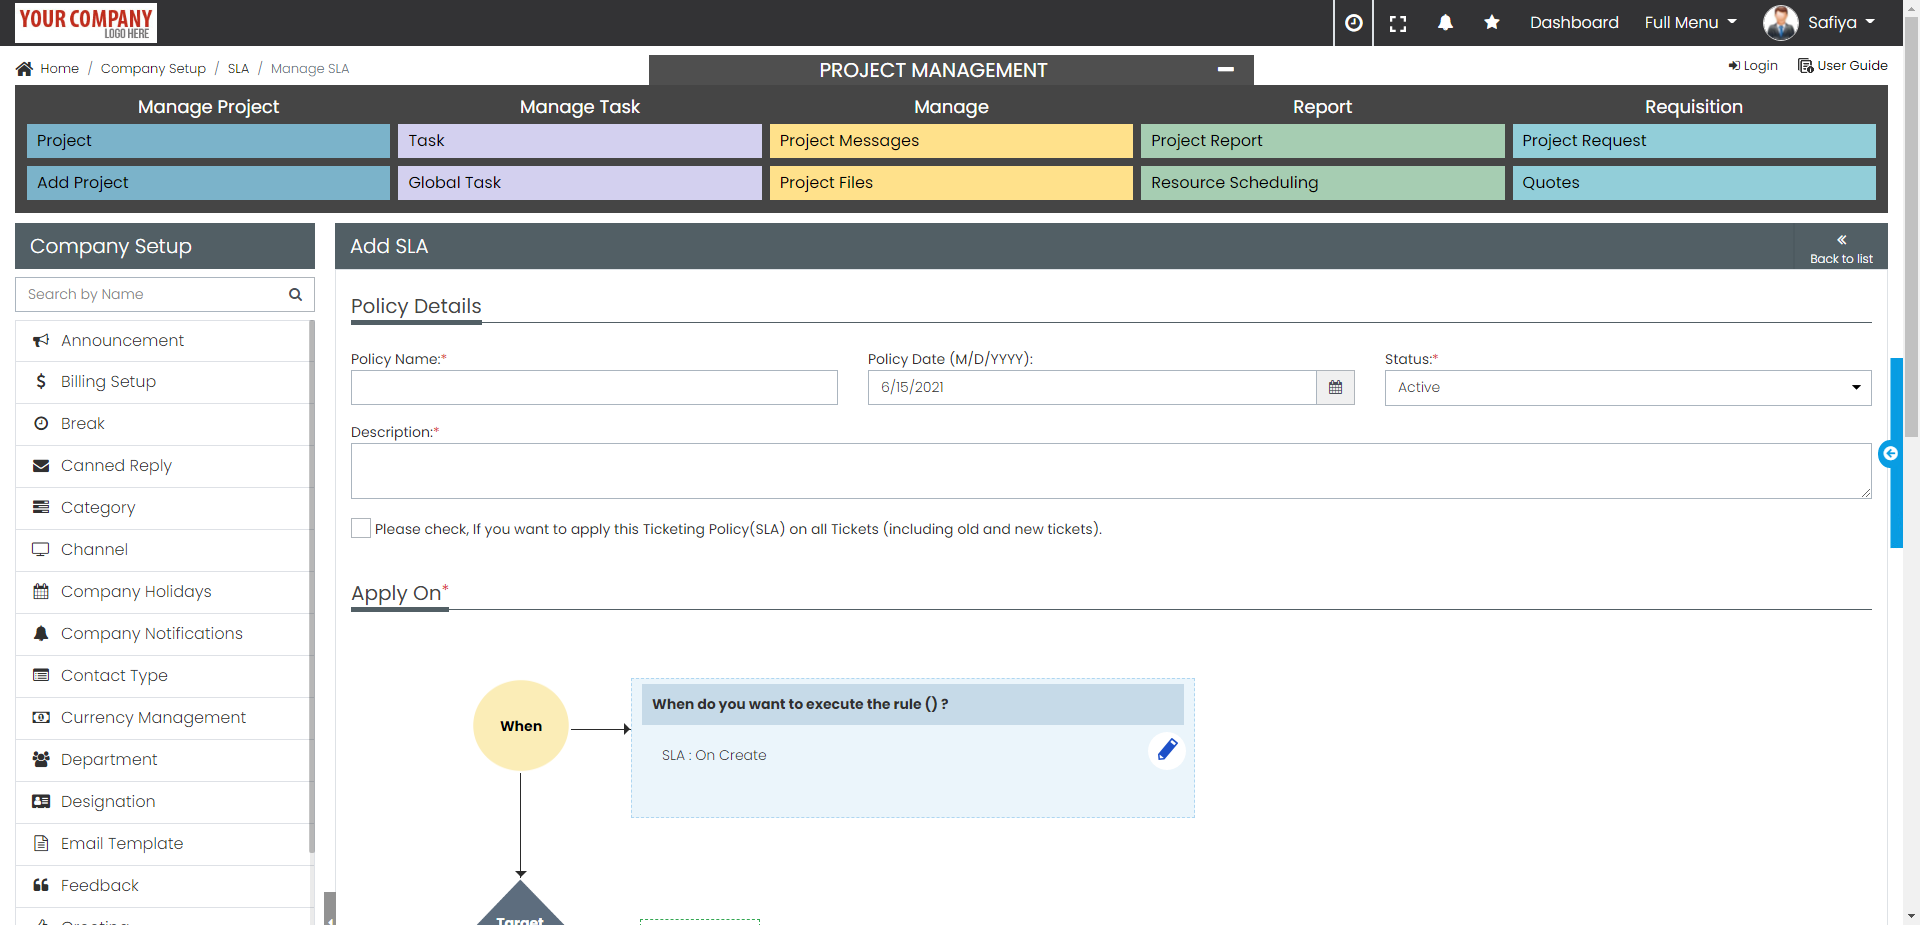 YOUR COMPANY
LOGO HERE
Dashboard
Full Menu
Safiya
Home / Company Setup / SLA / Manage SLA
PROJECT MANAGEMENT
Login
User Guide
Manage Project
Manage Task
Manage
Report
Requisition
Project
Task
Project Messages
Project Report
Project Request
Add Project
Global Task
Project Files
Resource Scheduling
Quotes
Company Setup
Search by Name
Announcement
Billing Setup
Break
Canned Reply
Category
Channel
Company Holidays
Company Notifications
Contact Type
Currency Management
Department
Designation
Email Template
Feedback
Add SLA
Back to list
Policy Details
Policy Name:*
Policy Date (M/D/YYYY):
Status:*
6/15/2021
Active
Description:*
Please check, If you want to apply this Ticketing Policy(SLA) on all Tickets (including old and new tickets).
Apply On*
When
When do you want to execute the rule () ?
SLA : On Create
Target